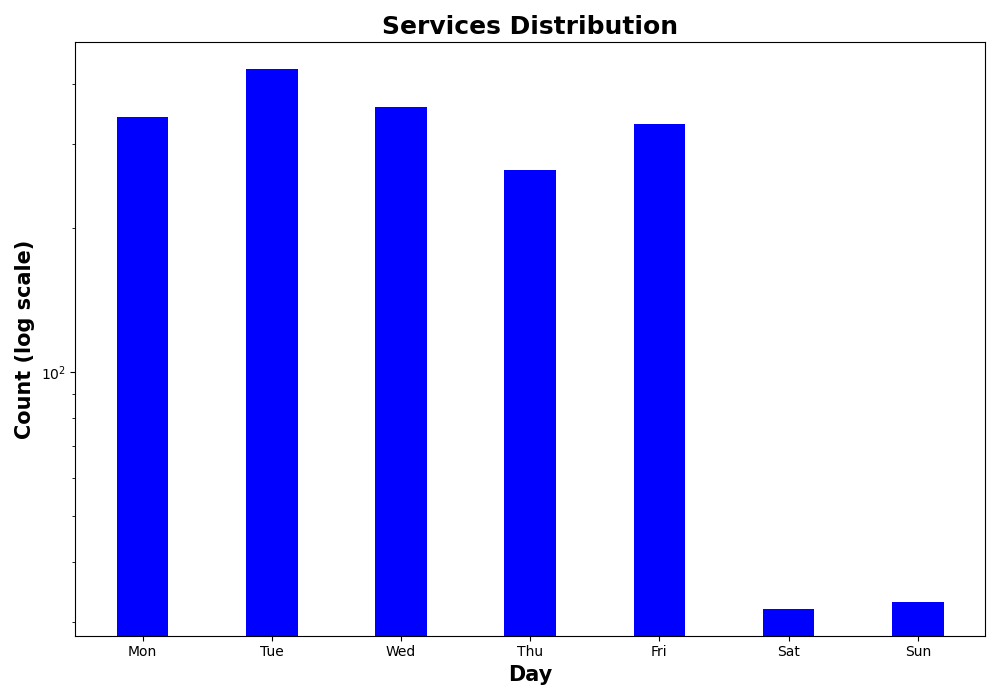 Services Distribution
Count (log scale)
10²
Mon Tue Wed Thu Fri Sat Sun
Day